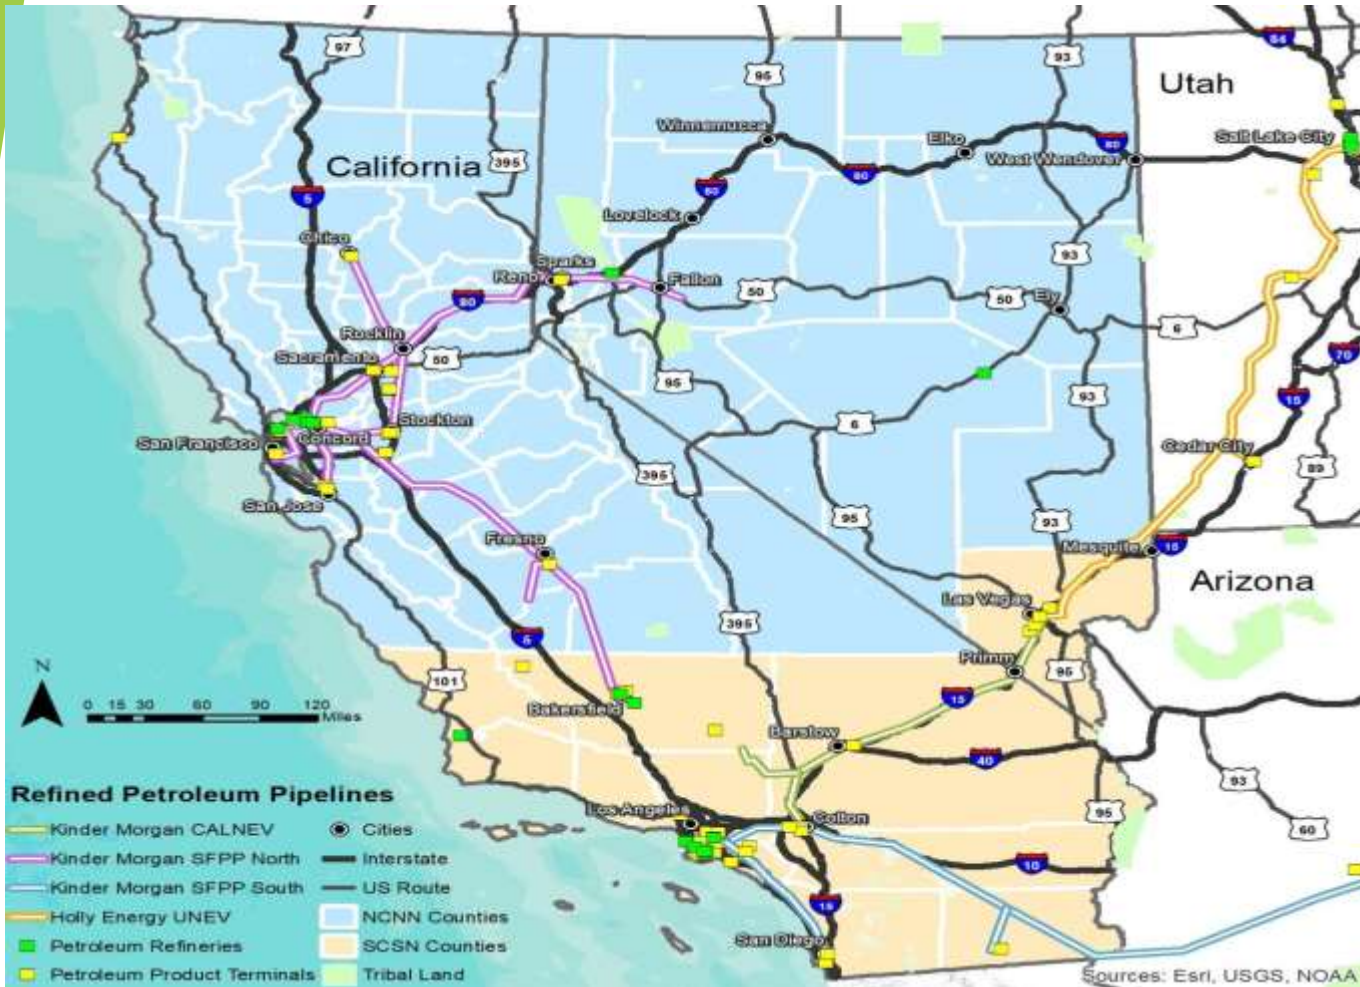 97
95
93
84
Utah
Winnemucca
Elko
80
Salt Lake City
West Wendover
California
395
80
80
5
Lovelock
Chico
Sparks
93
Reno
Fallon
80
50
50
Ely
6
Rocklin
Sacramento
50
70
95
93
15
Stockton
6
San Francisco
Concord
Cedar City
395
89
San Jose
95
93
Fresno
Mesquite
15
Arizona
Las Vegas
395
5
N
Primm
95
101
15
0 15 30 60 90 120
Miles
Bakersfield
Barstow
40
93
Refined Petroleum Pipelines
Los Angeles
Colton
95
60
Kinder Morgan CALNEV
Cities
Kinder Morgan SFPP North
Interstate
10
Kinder Morgan SFPP South
US Route
Holly Energy UNEV
NCNN Counties
15
Petroleum Refineries
SCSN Counties
San Diego
Petroleum Product Terminals
Tribal Land
Sources: Esri, USGS, NOAA